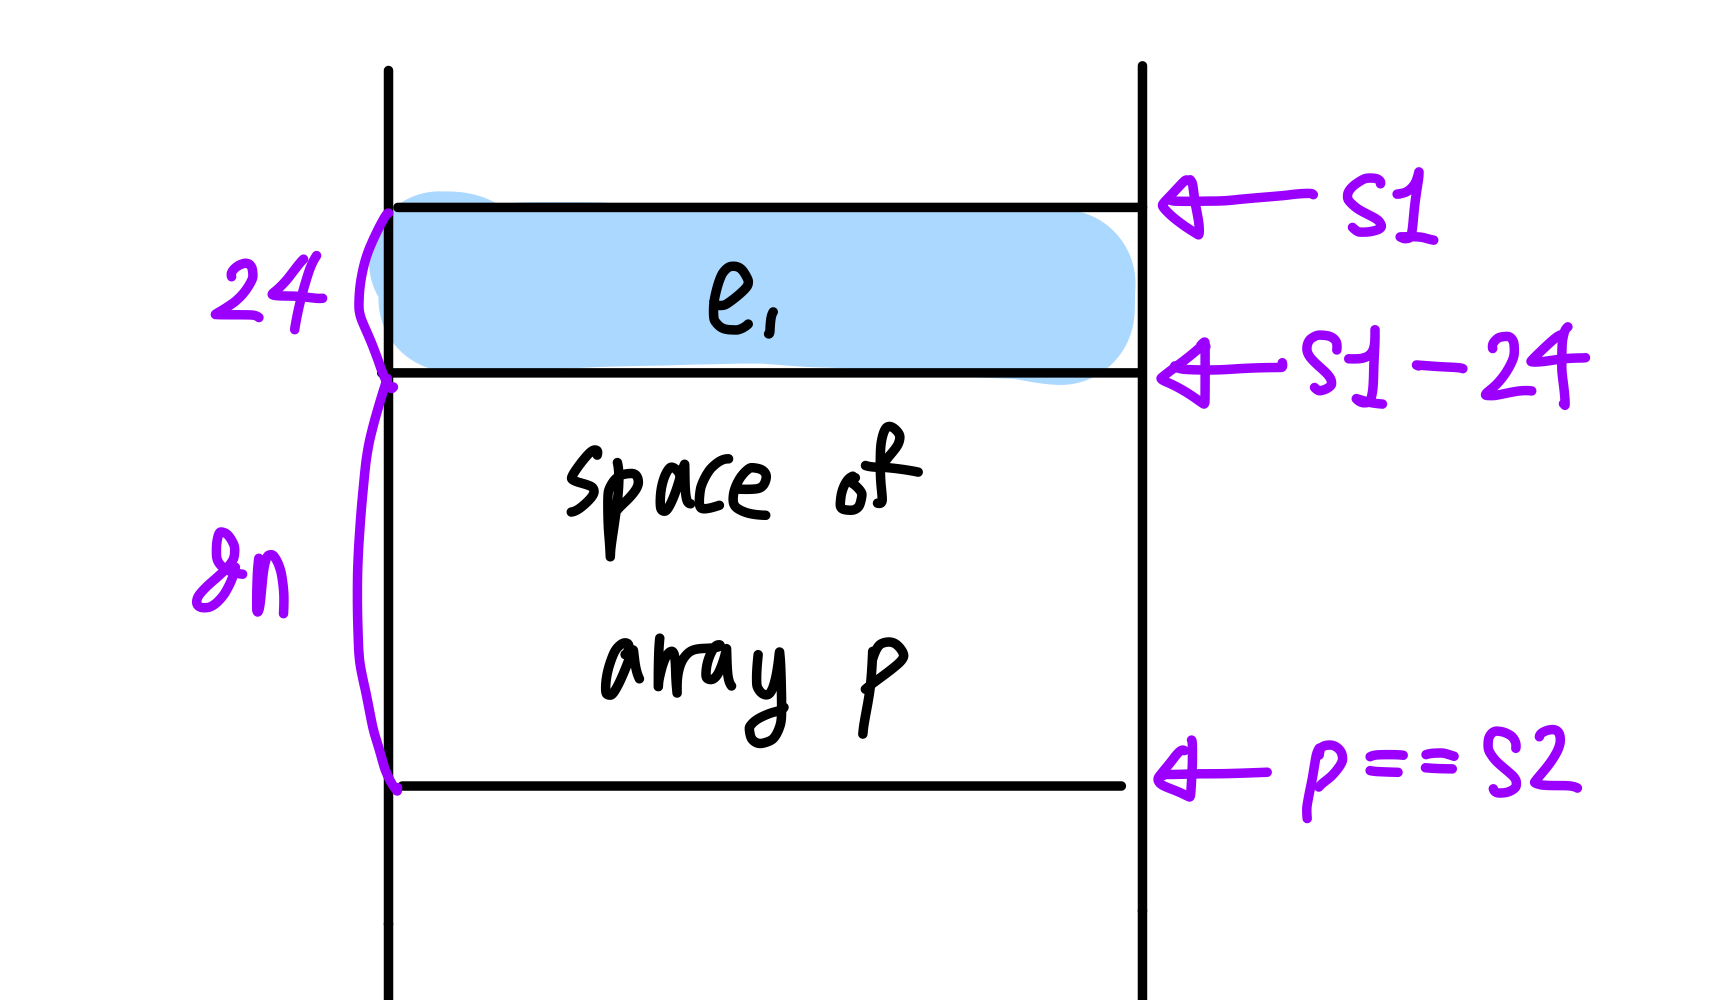 s1
24
e1
s1-24
space of
8n
array p
p==s2